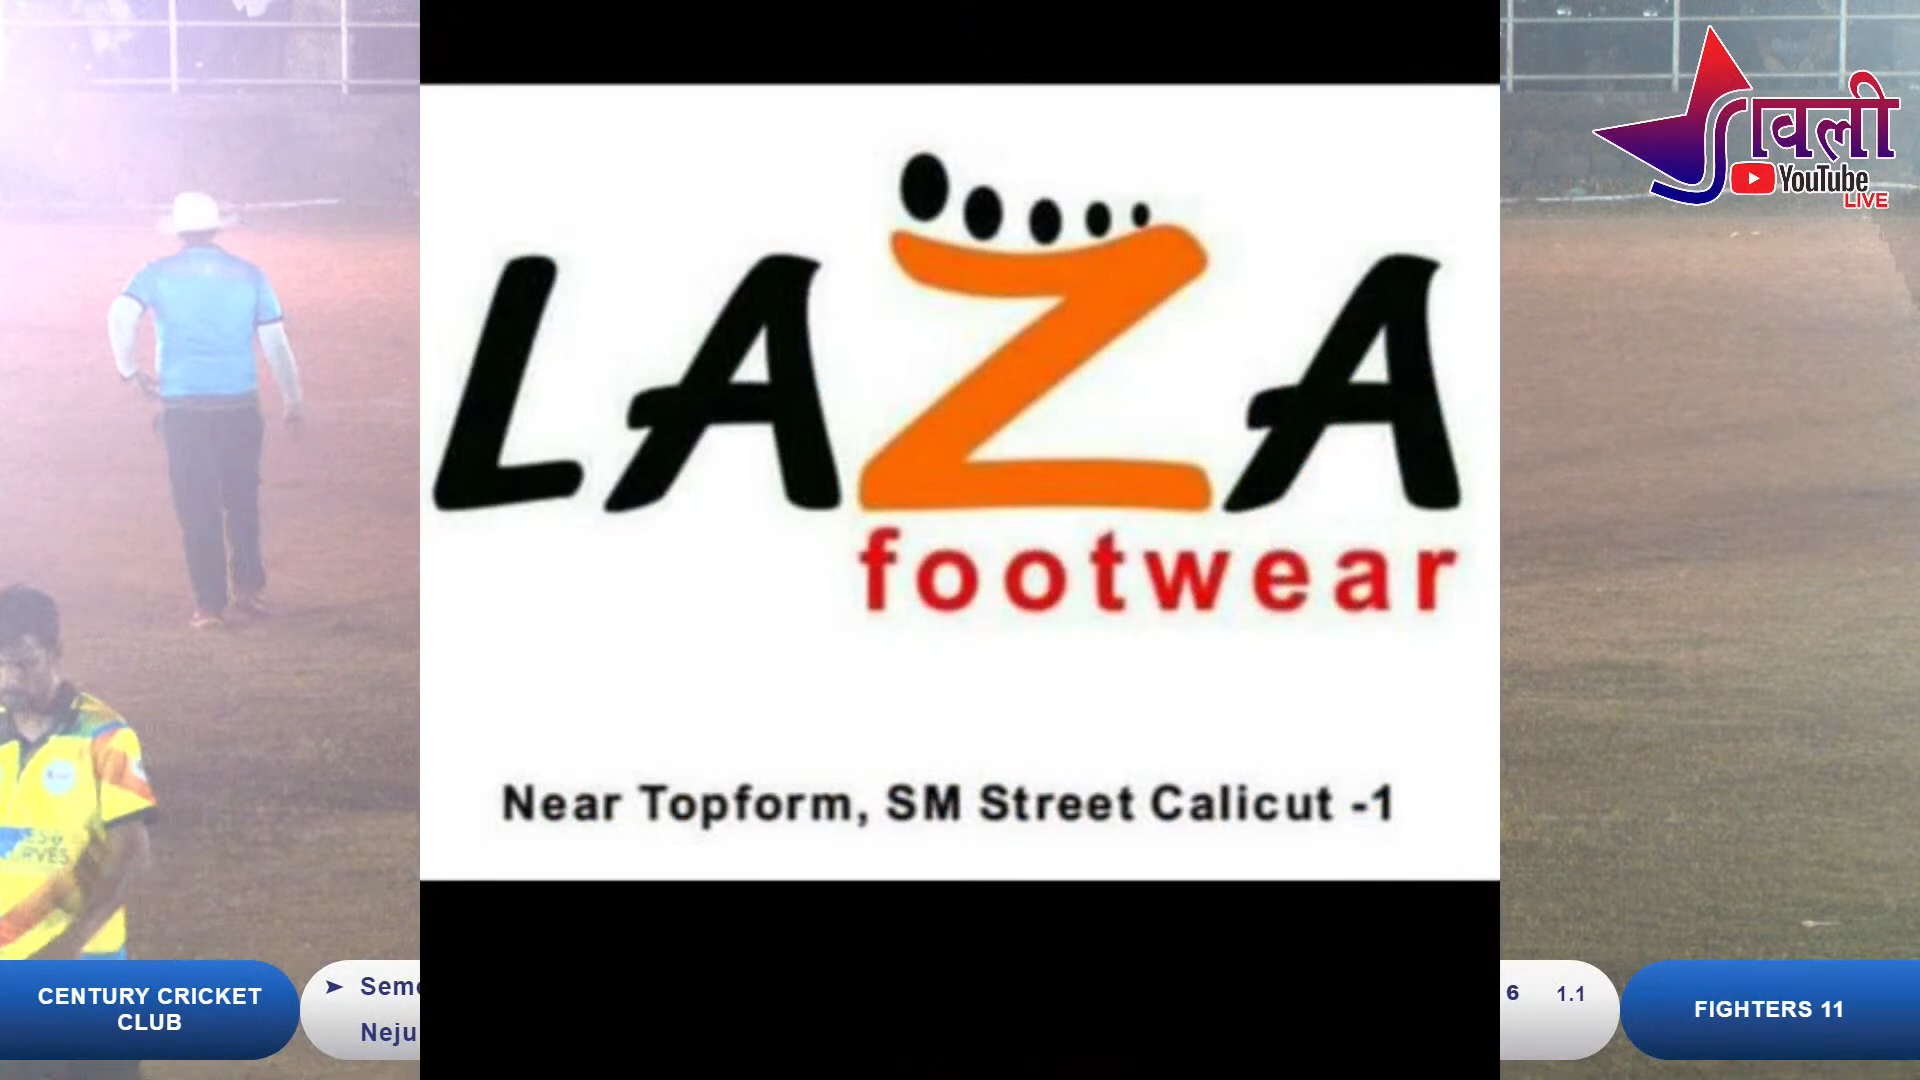 वली
YouTube
LIVE
LAZA
footwear
Near Topform, SM Street Calicut -1
CENTURY CRICKET
CLUB
➤ Sem
Neju
6 1.1
FIGHTERS 11